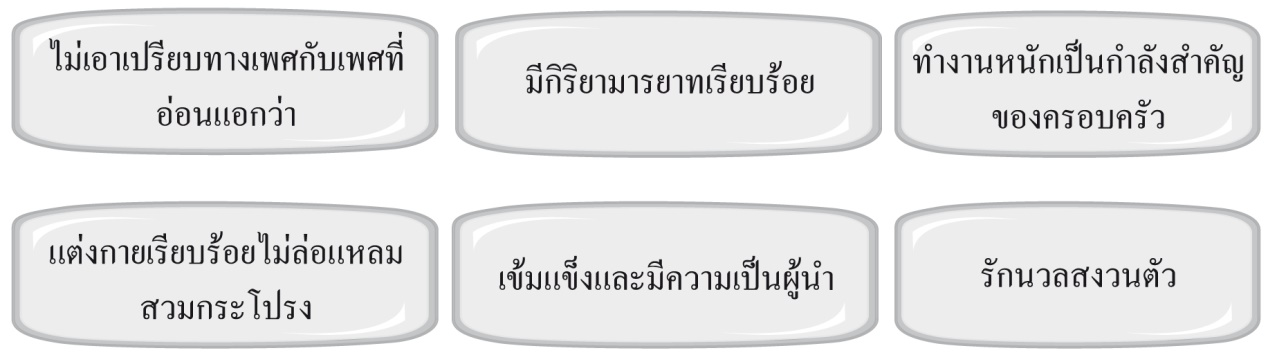 ไม่เอาเปรียบทางเพศกับเพศที่
อ่อนแอกว่า
มีกิริยามารยาทเรียบร้อย
ทำงานหนักเป็นกำลังสำคัญ
ของครอบครัว
แต่งกายเรียบร้อยไม่ล่อแหลม
สวมกระโปรง
เข้มแข็งและมีความเป็นผู้นำ
รักนวลสงวนตัว